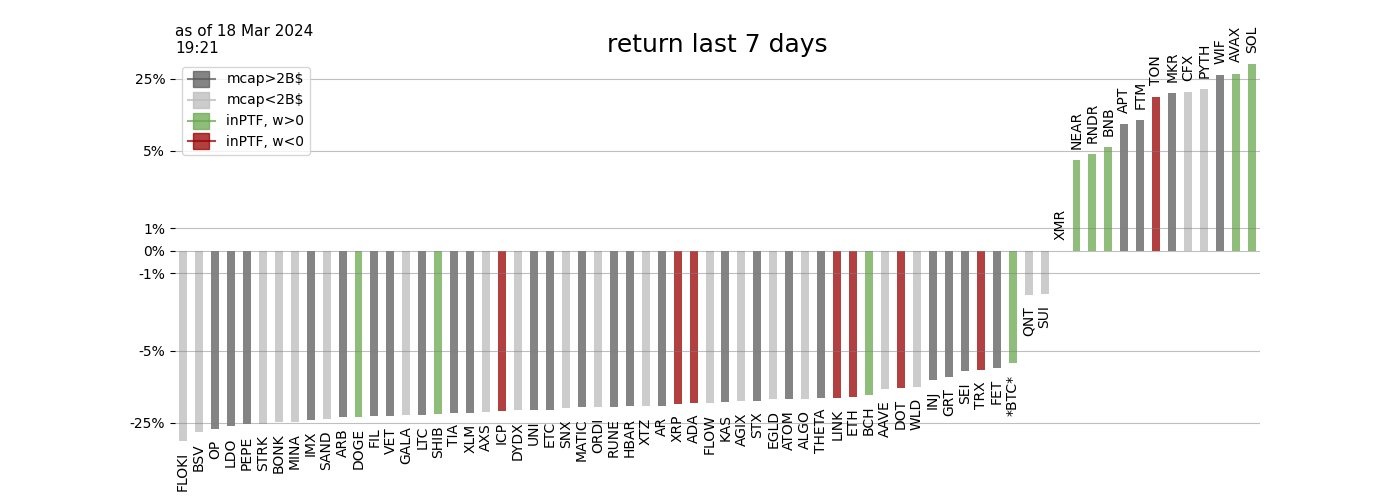 as of 18 Mar 2024
19:21
return last 7 days
mcap>2B$
mcap<2B$
inPTF, w>0
inPTF, w<0
25%
5%
1%
0%
-1%
-5%
-25%
FLOKI
BSV
OP
LDO
PEPE
STRK
BONK
MINA
IMX
SAND
ARB
DOGE
FIL
VET
GALA
LTC
SHIB
TIA
XLM
AXS
ICP
DYDX
UNI
ETC
SNX
MATIC
ORDI
RUNE
HBAR
XTZ
AR
XRP
ADA
FLOW
KAS
AGIX
STX
EGLD
ATOM
ALGO
THETA
LINK
ETH
BCH
AAVE
DOT
WLD
INJ
GRT
SEI
TRX
FET
*BTC*
QNT
SUI
XMR
NEAR
RNDR
BNB
APT
FTM
TON
MKR
CFX
PYTH
WIF
AVAX
SOL